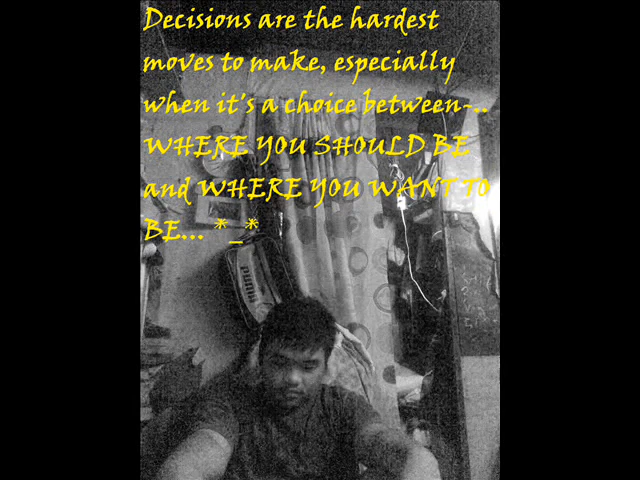 Decisions are the hardest
moves to make, especially
when it's a choice between-..
WHERE YOU SHOULD BE
and WHERE YOU WANT TO
BE... *_*